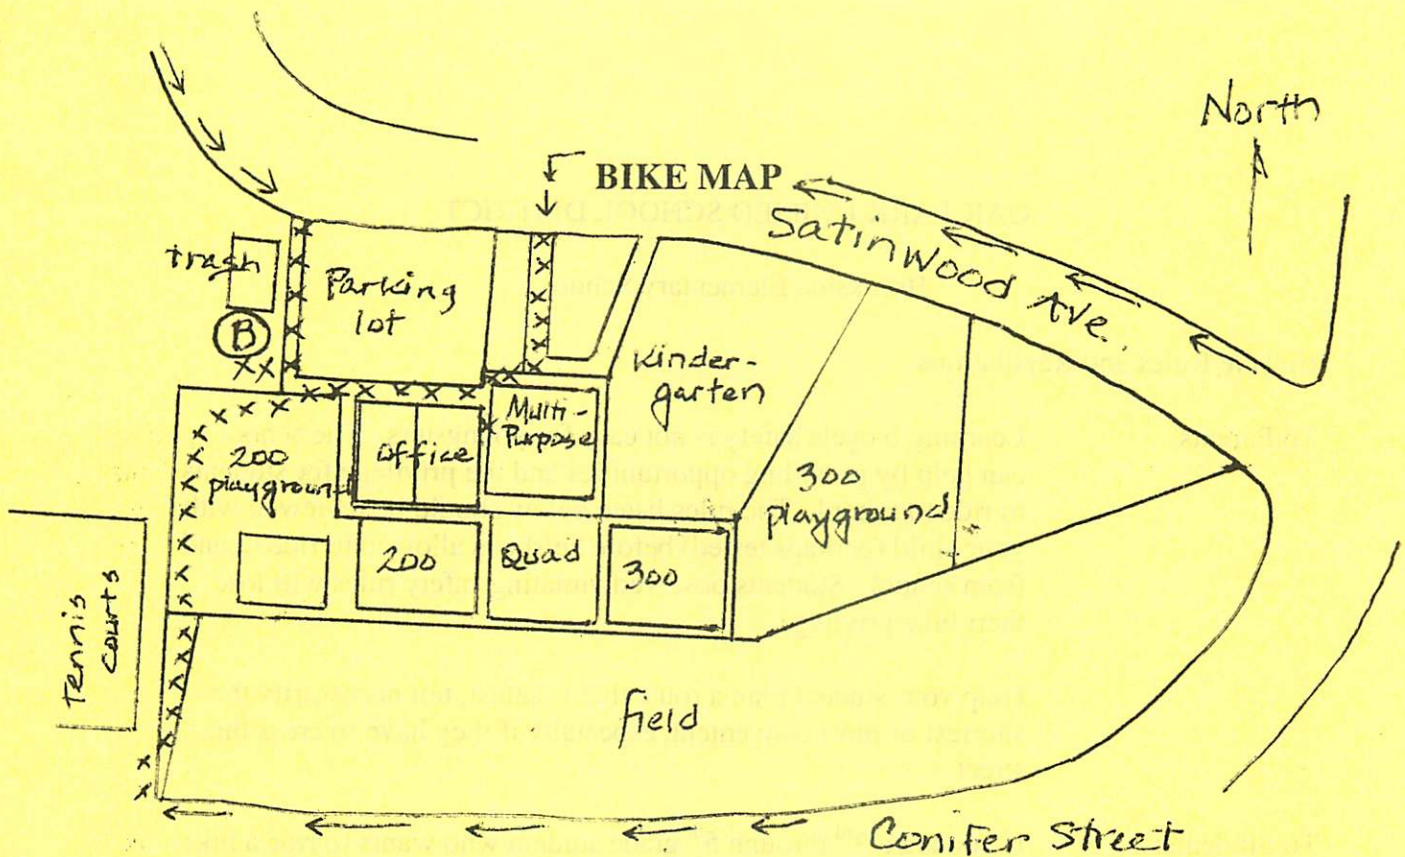 North
BIKE MAP
Satinwood Ave.
trash
Parking
lot
B
Kinder-
garten
Multi-
Purpose
office
200
playground
300
playground
200
Quad
300
Tennis
courts
field
Conifer Street